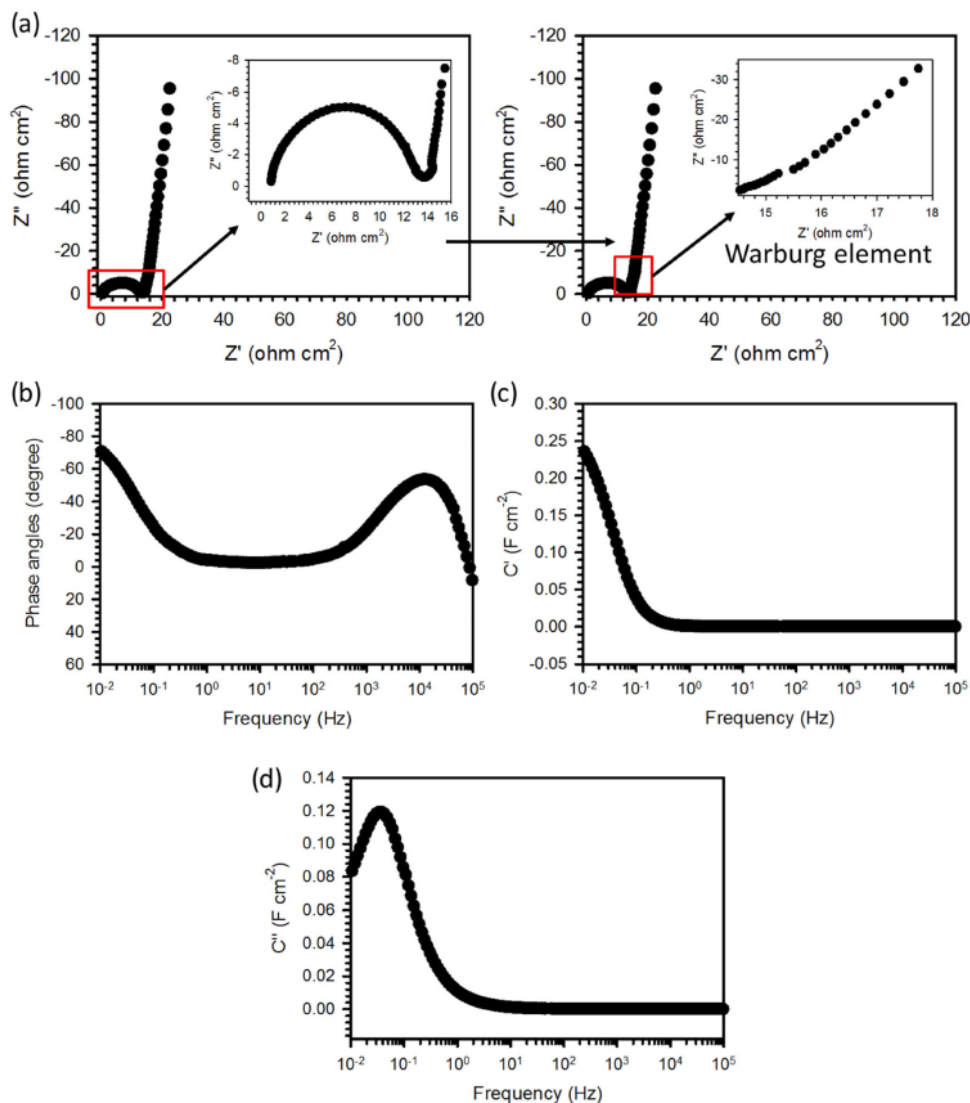 (a)
-120
-100
-80
-60
-40
-20
0
Z" (ohm cm²)
0 20 40 60 80 100 120
Z' (ohm cm²)
-8
-6
-4
-2
0
Z" (ohm cm²)
0 2 4 6 8 10 12 14 16
Z' (ohm cm²)
-120
-100
-80
-60
-40
-20
0
Z" (ohm cm²)
0 20 40 60 80 100 120
Z' (ohm cm²)
-30
-20
-10
Z" (ohm cm²)
15 16 17 18
Z' (ohm cm²)
Warburg element
(b)
-100
-80
-60
-40
-20
0
20
40
60
Phase angles (degree)
10⁻² 10⁻¹ 10⁰ 10¹ 10² 10³ 10⁴ 10⁵
Frequency (Hz)
(c)
0.30
0.25
0.20
0.15
0.10
0.05
0.00
-0.05
C' (F cm⁻²)
10⁻² 10⁻¹ 10⁰ 10¹ 10² 10³ 10⁴ 10⁵
Frequency (Hz)
(d)
0.14
0.12
0.10
0.08
0.06
0.04
0.02
0.00
C" (F cm⁻²)
10⁻² 10⁻¹ 10⁰ 10¹ 10² 10³ 10⁴ 10⁵
Frequency (Hz)